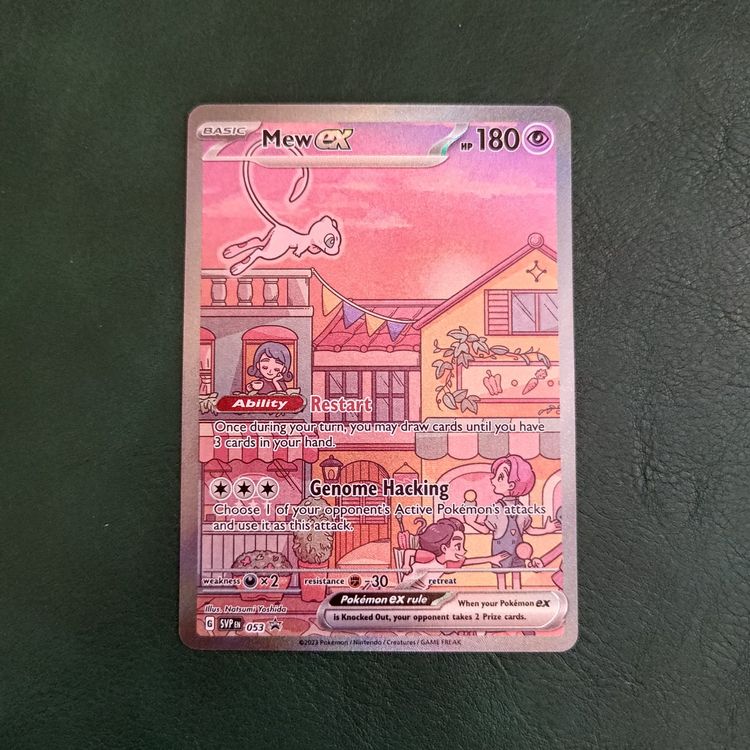 BASIC Mew ex HP 180
Ability Restart
Once during your turn, you may draw cards until you have
3 cards in your hand.
Genome Hacking
Choose 1 of your opponent's Active Pokémon's attacks
and use it as this attack.
weakness ×2 resistance -30 retreat
Illus. Natsumi Yoshida
Pokémon ex rule When your Pokémon ex
is Knocked Out, your opponent takes 2 Prize cards.
G SVP EN 053
©2023 Pokémon / Nintendo / Creatures / GAME FREAK